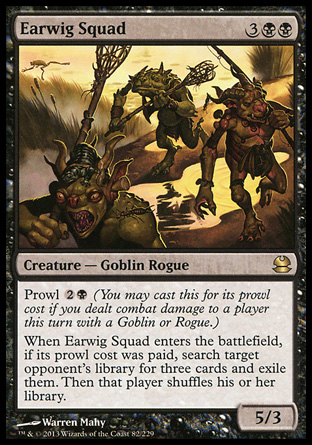 Earwig Squad 3
Creature — Goblin Rogue
Prowl 2 (You may cast this for its prowl
cost if you dealt combat damage to a player
this turn with a Goblin or Rogue.)
When Earwig Squad enters the battlefield,
if its prowl cost was paid, search target
opponent's library for three cards and exile
them. Then that player shuffles his or her
library.
Warren Mahy
™ & © 2013 Wizards of the Coast 82/229
5/3